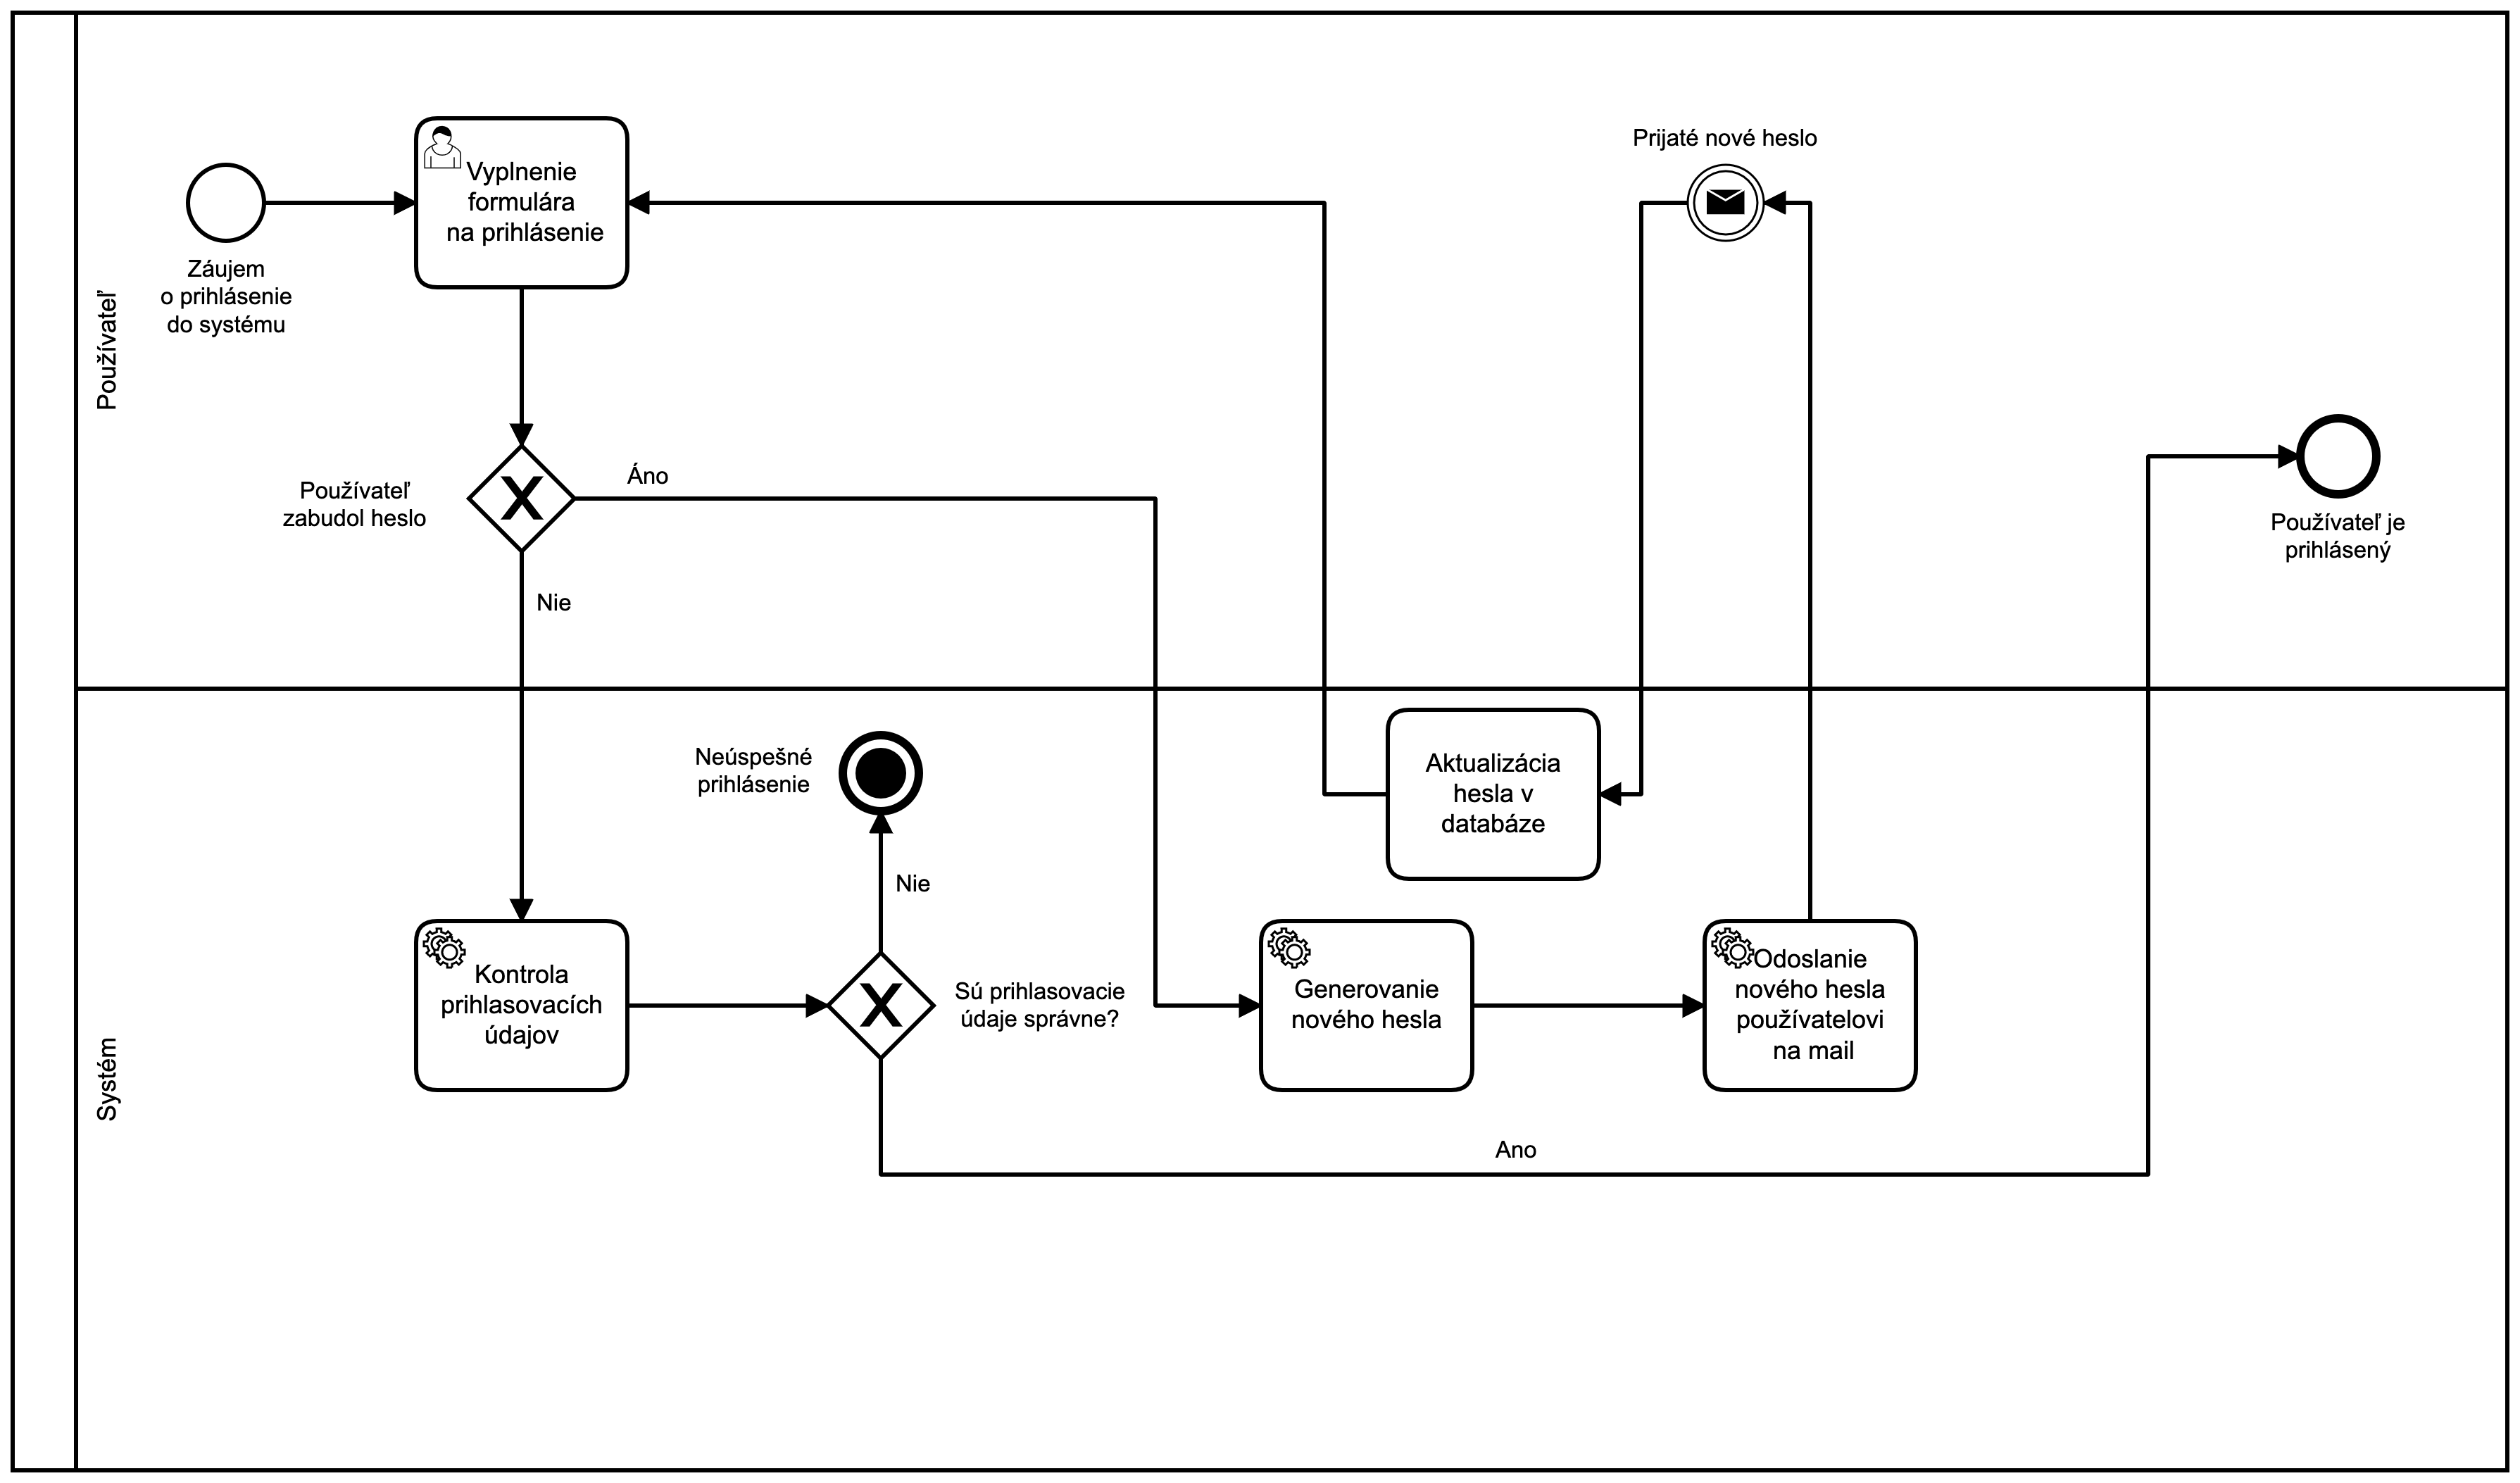 Používateľ
Záujem
o prihlásenie
do systému
Vyplnenie
formulára
na prihlásenie
Prijaté nové heslo
Používateľ
zabudol heslo
Áno
Nie
Používateľ je
prihlásený
Systém
Neúspešné
prihlásenie
Nie
Aktualizácia
hesla v
databáze
Kontrola
prihlasovacích
údajov
Sú prihlasovacie
údaje správne?
Generovanie
nového hesla
Odoslanie
nového hesla
používatelovi
na mail
Ano